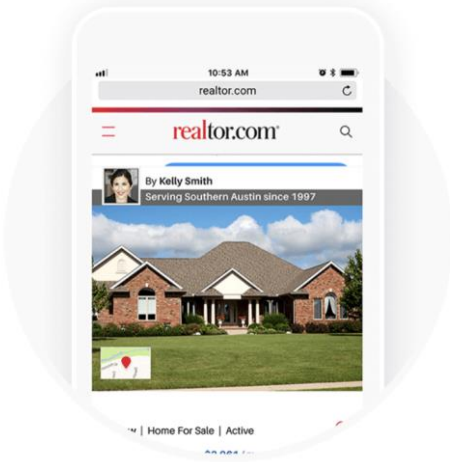 10:53 AM
realtor.com
realtor.com®
By Kelly Smith
Serving Southern Austin since 1997
| Home For Sale | Active